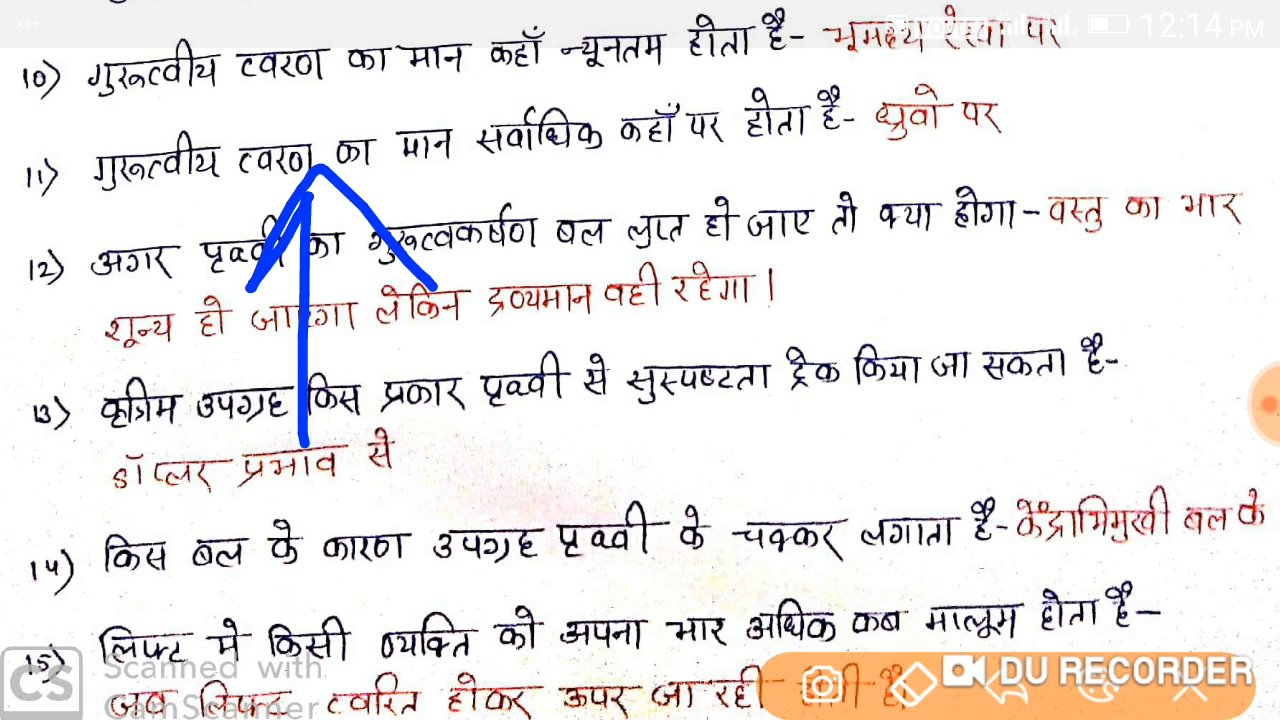 12:14 PM
10) गुरुत्वीय त्वरण का मान कहाँ न्यूनतम होता है- भूमध्य रेखा पर
11) गुरुत्वीय त्वरण का मान सर्वाधिक कहाँ पर होता है- ध्रुवो पर
12) अगर पृथ्वी का गुरुत्वकर्षण बल लुप्त हो जाए तो क्या होगा- वस्तु का भार
शून्य हो जाएगा लेकिन द्रव्यमान वही रहेगा।
13) कृत्रिम उपग्रह किस प्रकार पृथ्वी से सुस्पष्टता ट्रेक किया जा सकता है-
डॉप्लर प्रभाव से
14) किस बल के कारण उपग्रह पृथ्वी के चक्कर लगाता है- केंद्राभिमुखी बल के
15) लिफ्ट मे किसी व्यक्ति को अपना भार अधिक कब मालूम होता है-
जब लिफ्ट त्वरित होकर ऊपर जा रही
CS Scanned with
CamScanner
DU RECORDER